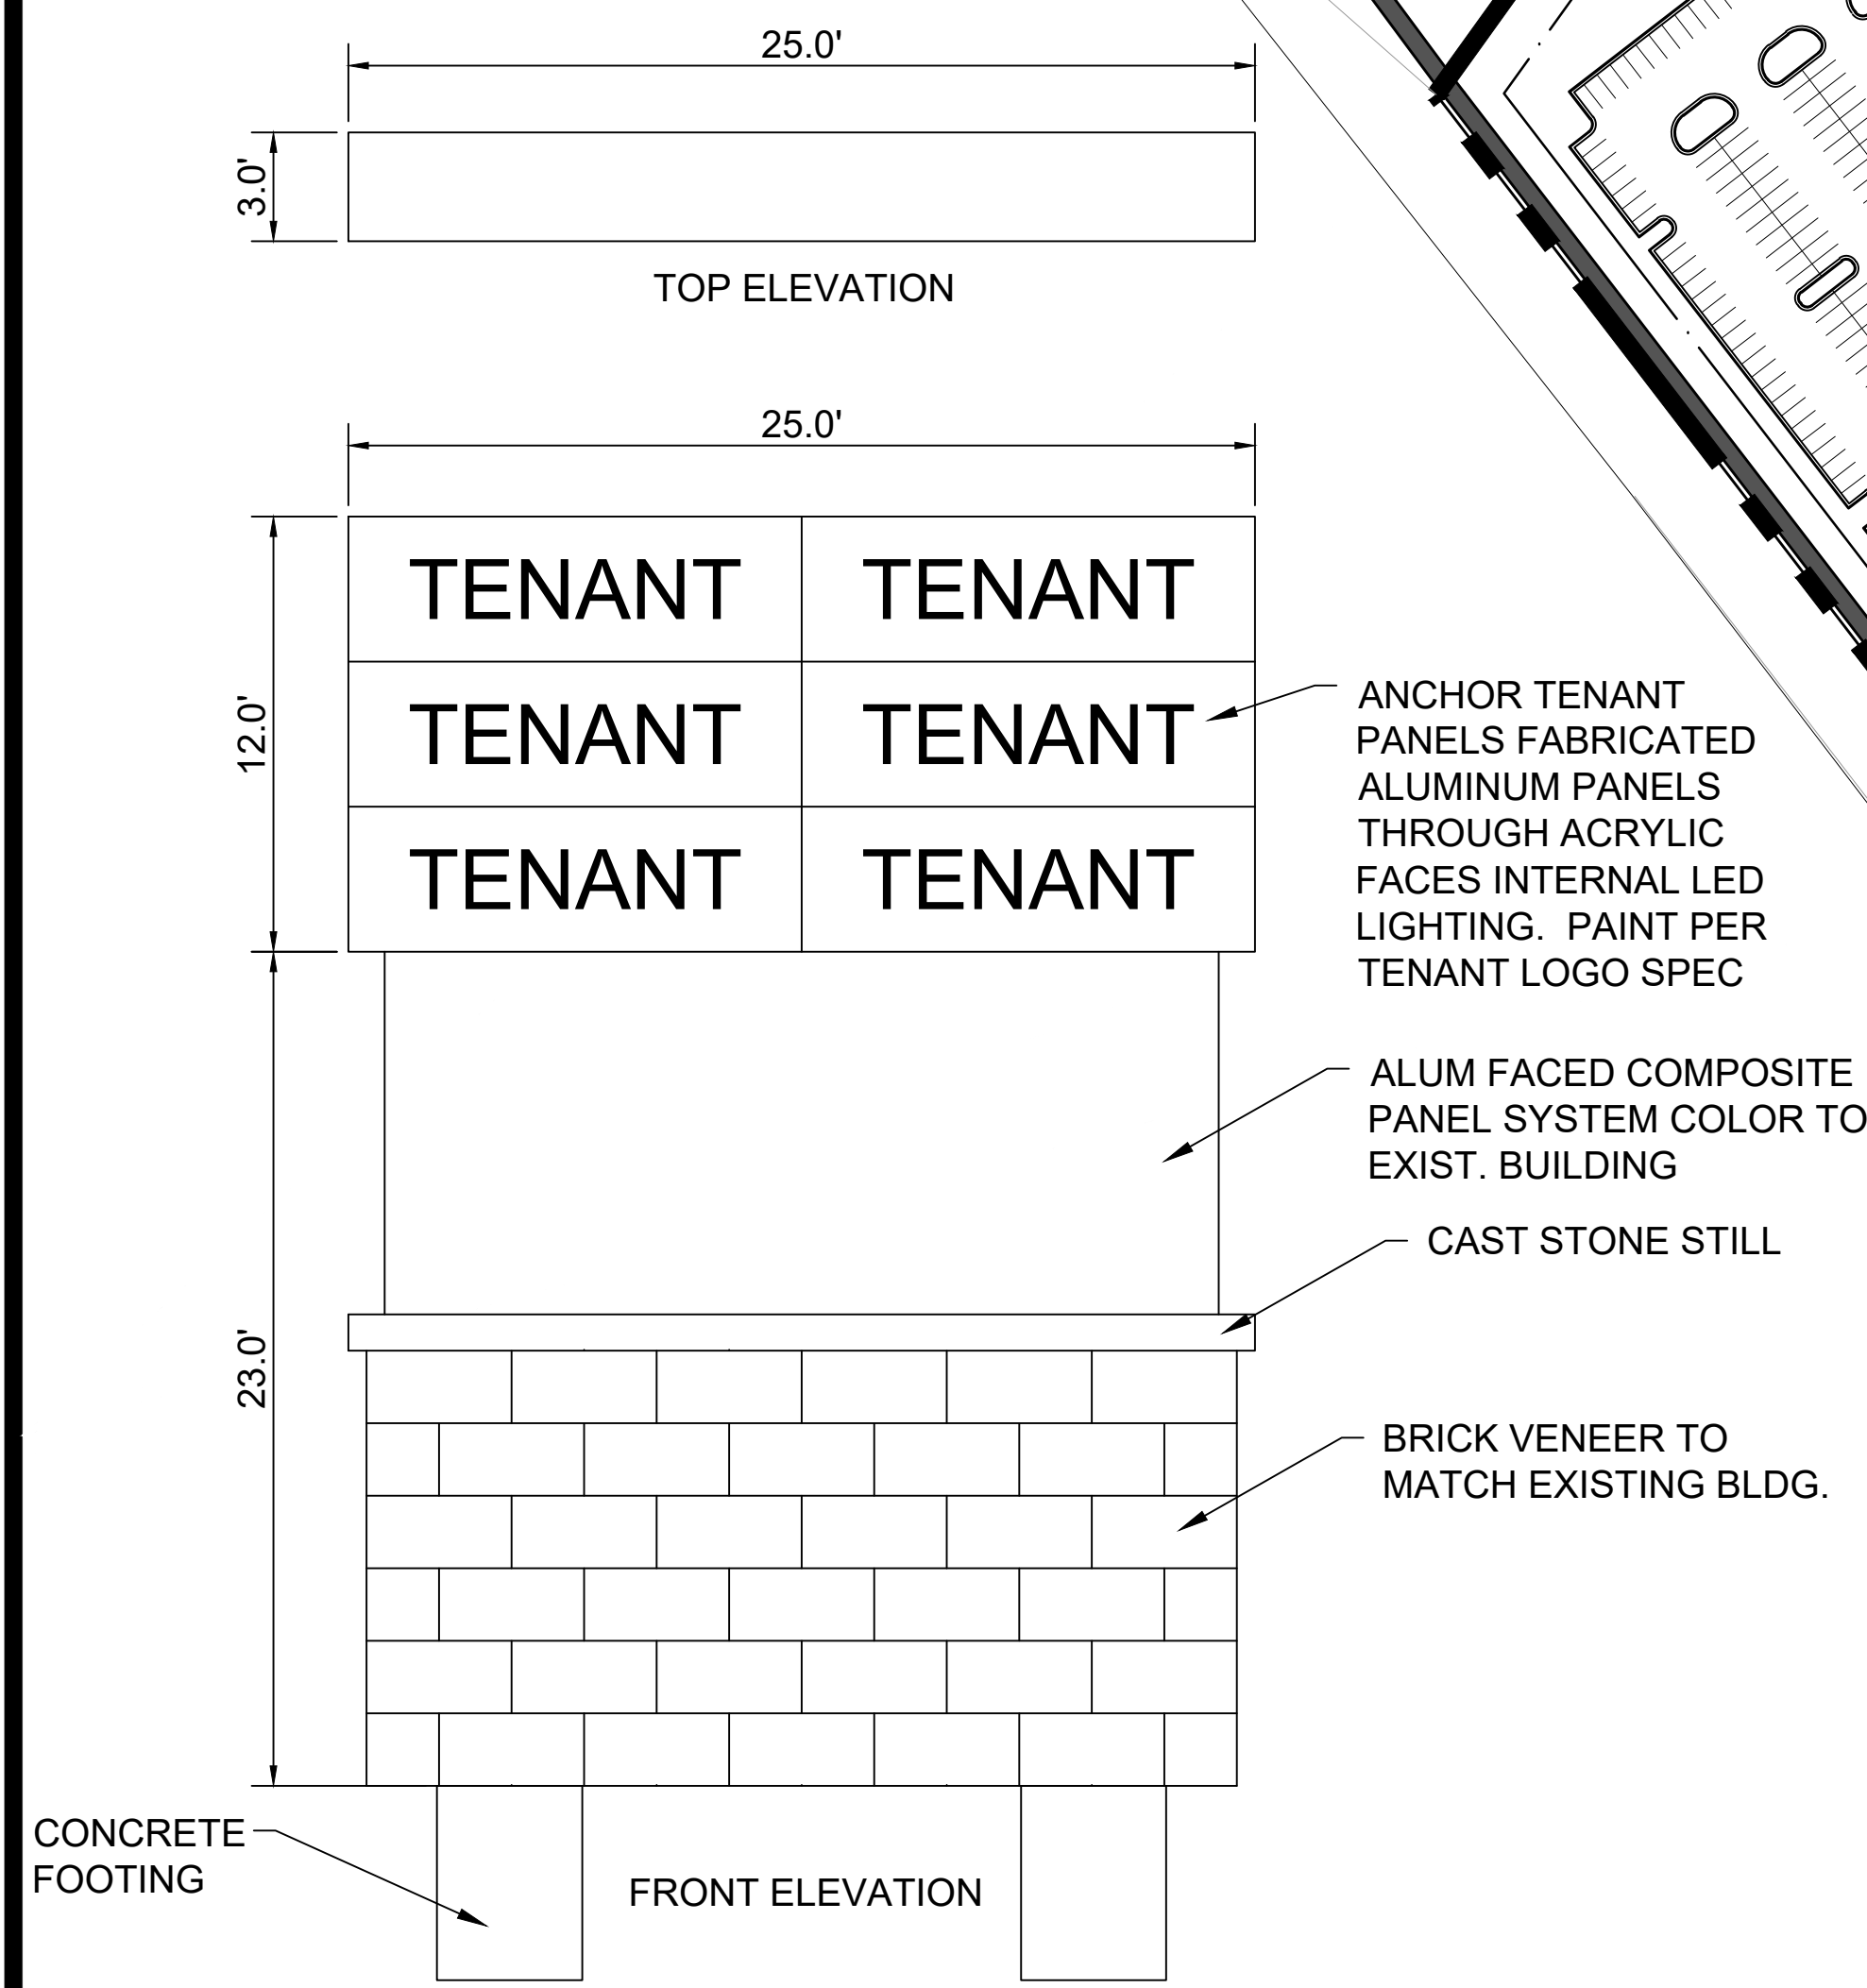 25.0'
3.0'
TOP ELEVATION
25.0'
12.0'
TENANT TENANT
TENANT TENANT
TENANT TENANT
ANCHOR TENANT
PANELS FABRICATED
ALUMINUM PANELS
THROUGH ACRYLIC
FACES INTERNAL LED
LIGHTING. PAINT PER
TENANT LOGO SPEC
23.0'
ALUM FACED COMPOSITE
PANEL SYSTEM COLOR TO
EXIST. BUILDING
CAST STONE STILL
BRICK VENEER TO
MATCH EXISTING BLDG.
CONCRETE
FOOTING
FRONT ELEVATION